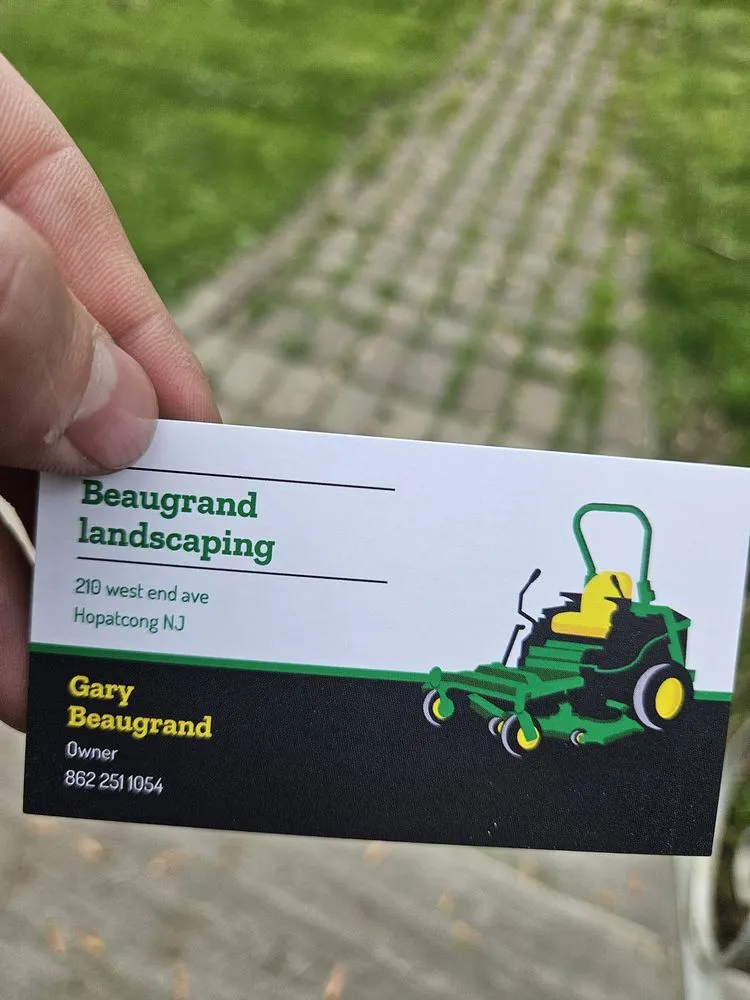 Beaugrand
landscaping
210 west end ave
Hopatcong NJ
Gary
Beaugrand
Owner
862 251 1054